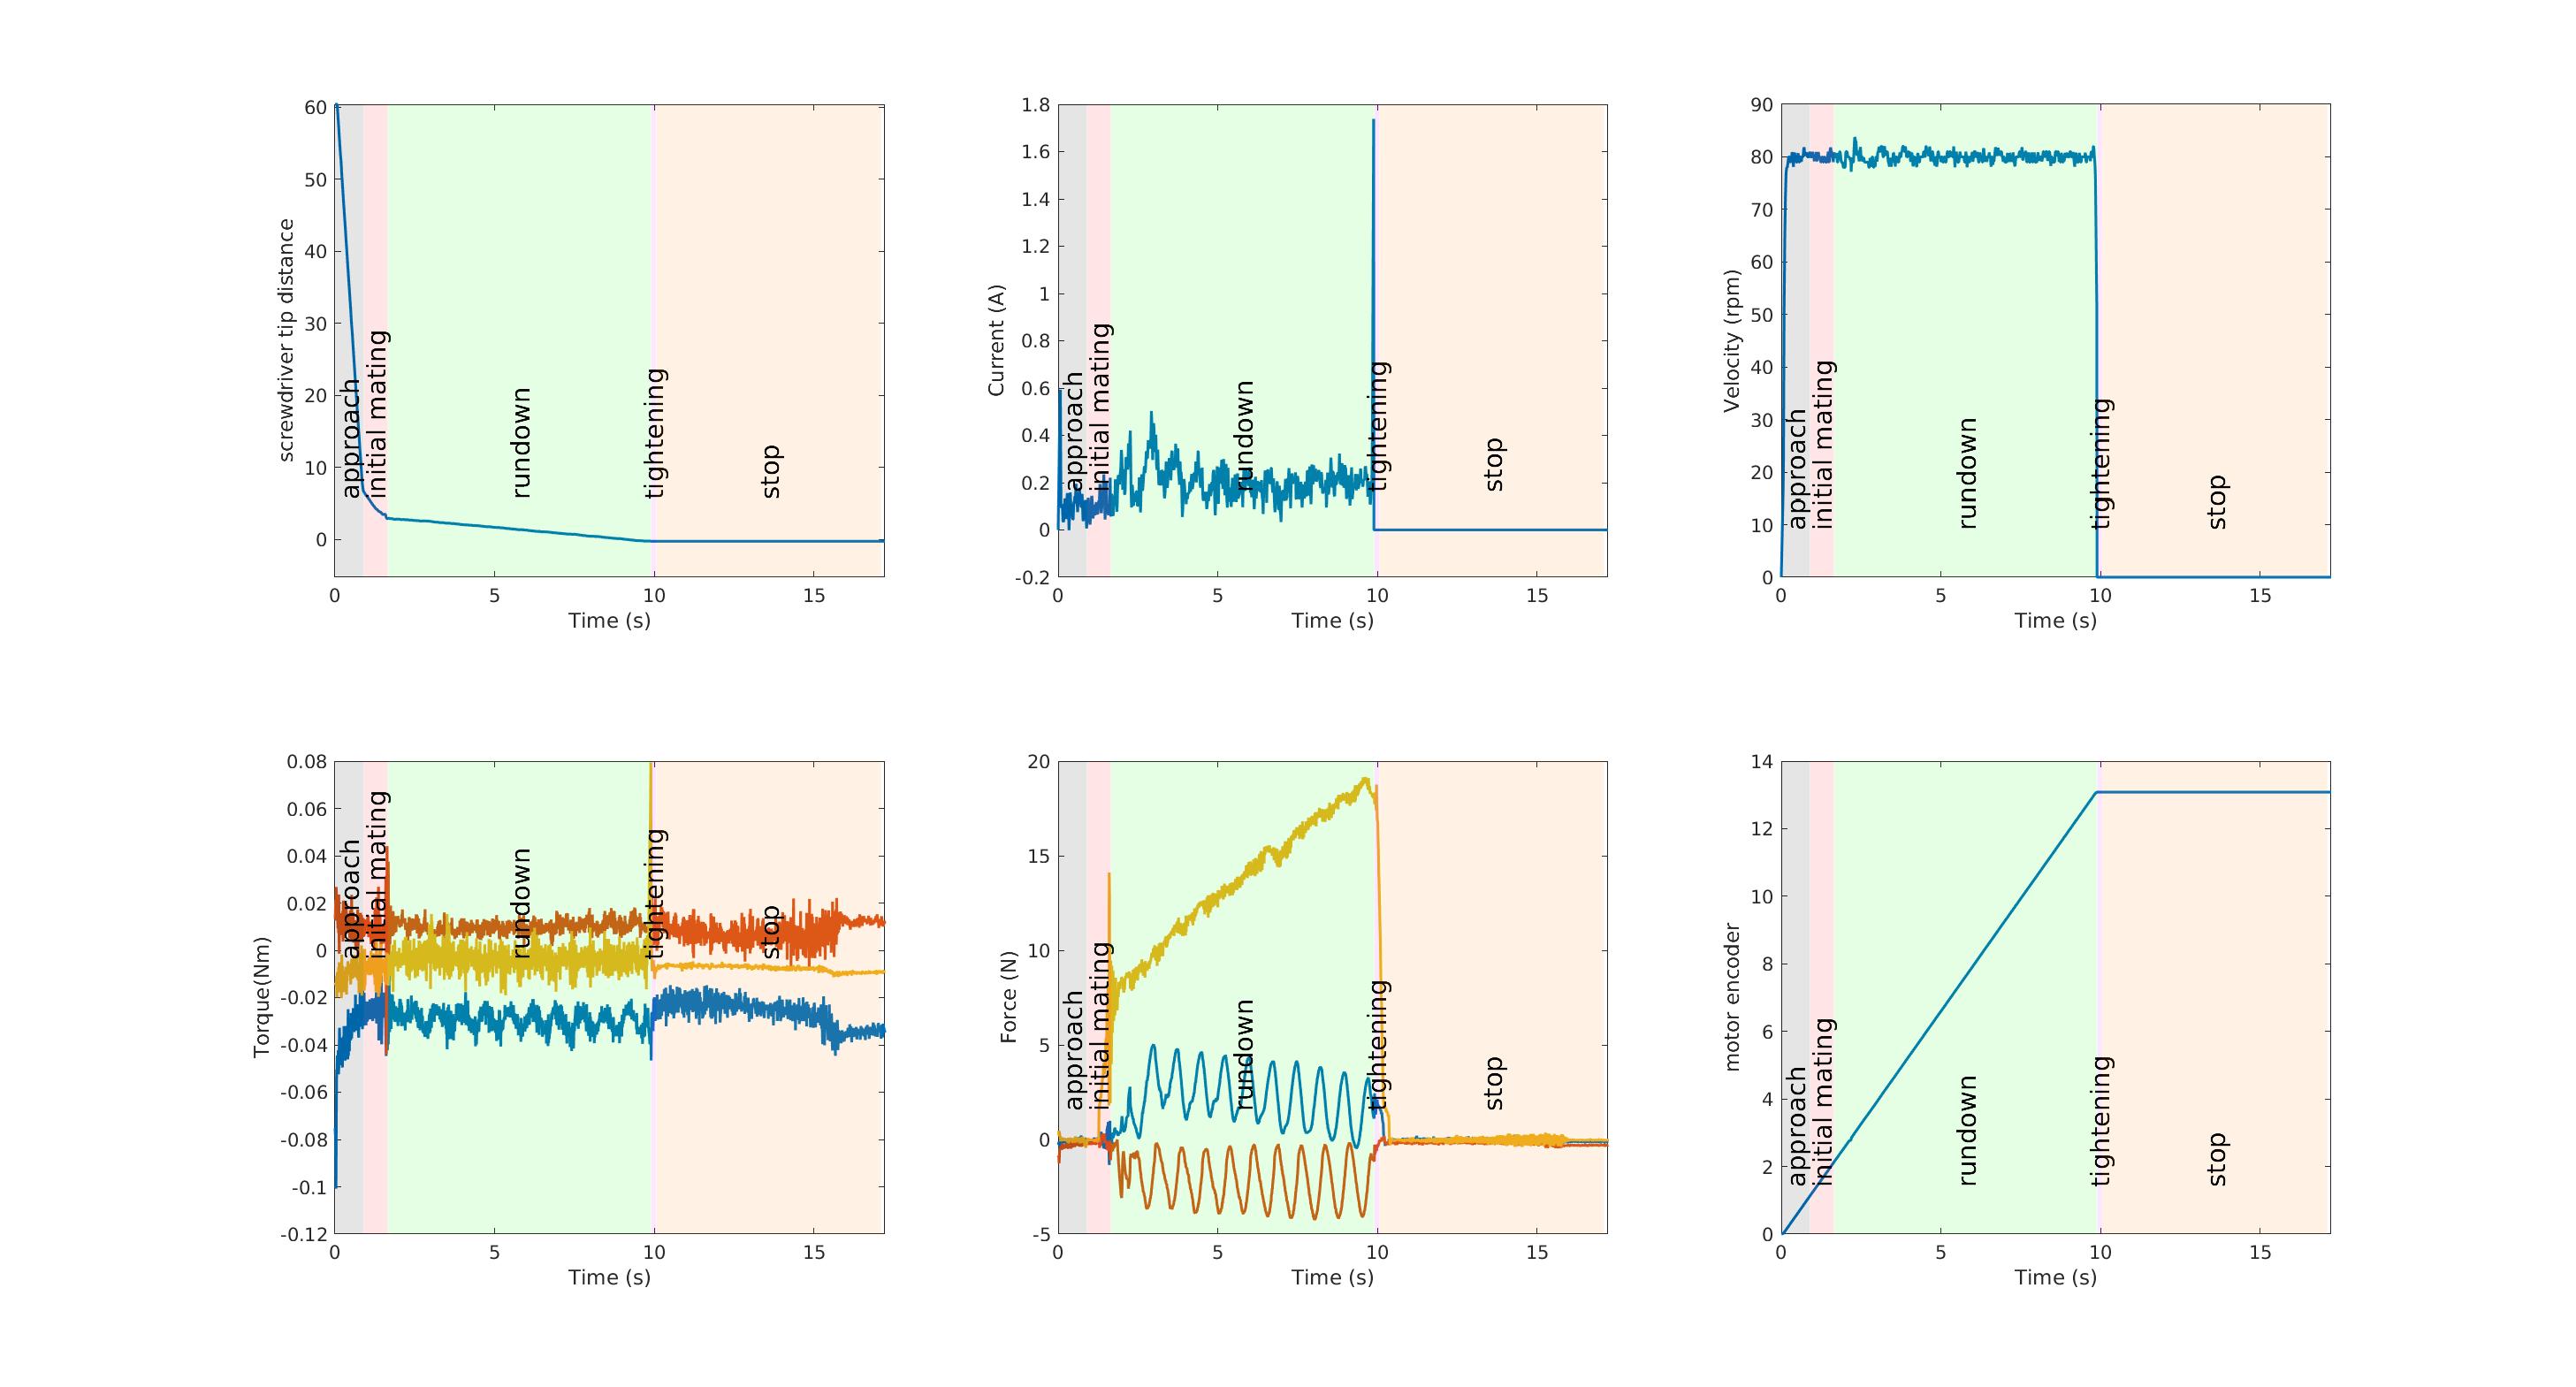 screwdriver tip distance
60
50
40
30
20
10
0
approach
initial mating
rundown
tightening
stop
0 5 10 15
Time (s)
Current (A)
1.8
1.6
1.4
1.2
1
0.8
0.6
0.4
0.2
0
-0.2
approach
initial mating
rundown
tightening
stop
0 5 10 15
Time (s)
Velocity (rpm)
90
80
70
60
50
40
30
20
10
0
approach
initial mating
rundown
tightening
stop
0 5 10 15
Time (s)
Torque(Nm)
0.08
0.06
0.04
0.02
0
-0.02
-0.04
-0.06
-0.08
-0.1
-0.12
approach
initial mating
rundown
tightening
stop
0 5 10 15
Time (s)
Force (N)
20
15
10
5
0
-5
approach
initial mating
rundown
tightening
stop
0 5 10 15
Time (s)
motor encoder
14
12
10
8
6
4
2
0
approach
initial mating
rundown
tightening
stop
0 5 10 15
Time (s)